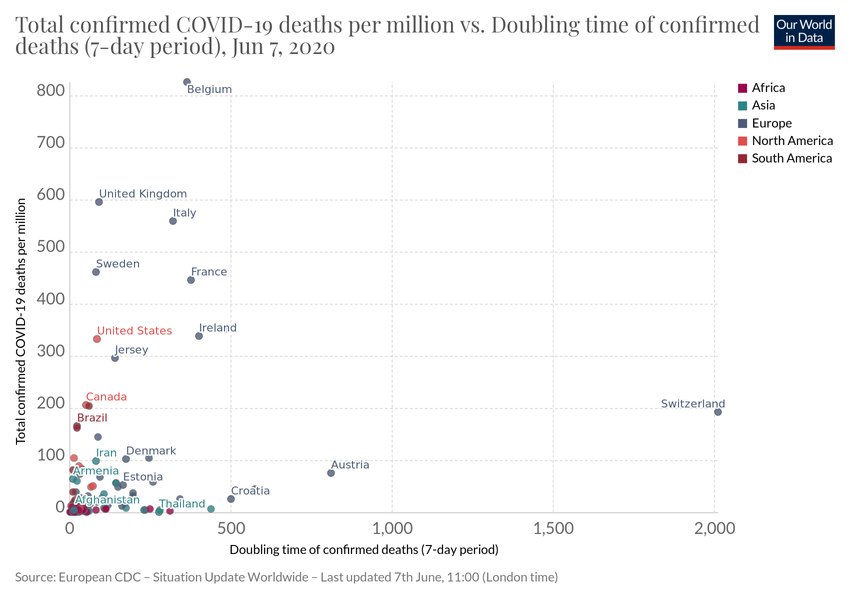 Total confirmed COVID-19 deaths per million vs. Doubling time of confirmed
deaths (7-day period), Jun 7, 2020
Our World
in Data
Africa
Asia
Europe
North America
South America
Total confirmed COVID-19 deaths per million
800
700
600
500
400
300
200
100
0
Belgium
United Kingdom
Italy
Sweden
France
United States
Ireland
Jersey
Canada
Switzerland
Brazil
Iran
Denmark
Armenia
Estonia
Austria
Croatia
Afghanistan
Thailand
0
500
1,000
1,500
2,000
Doubling time of confirmed deaths (7-day period)
Source: European CDC – Situation Update Worldwide – Last updated 7th June, 11:00 (London time)